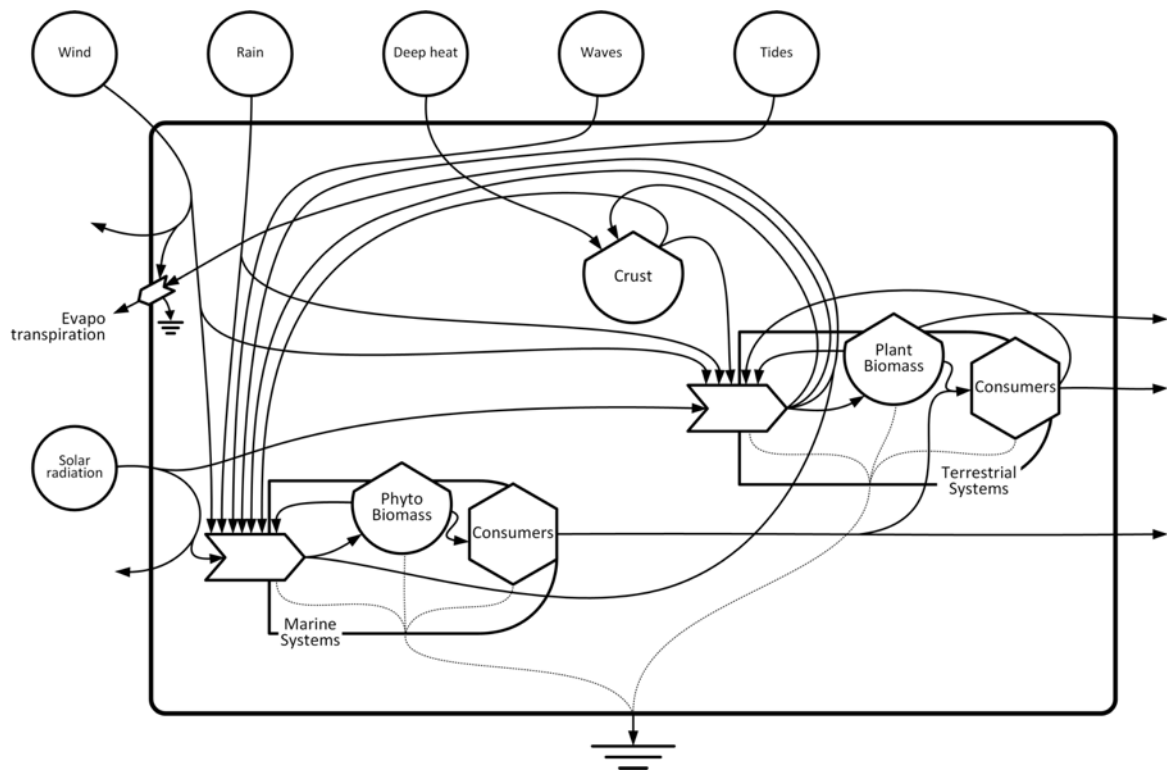 Wind
Rain
Deep heat
Waves
Tides
Crust
Evapo
transpiration
Plant
Biomass
Consumers
Solar
radiation
Terrestrial
Systems
Phyto
Biomass
Consumers
Marine
Systems